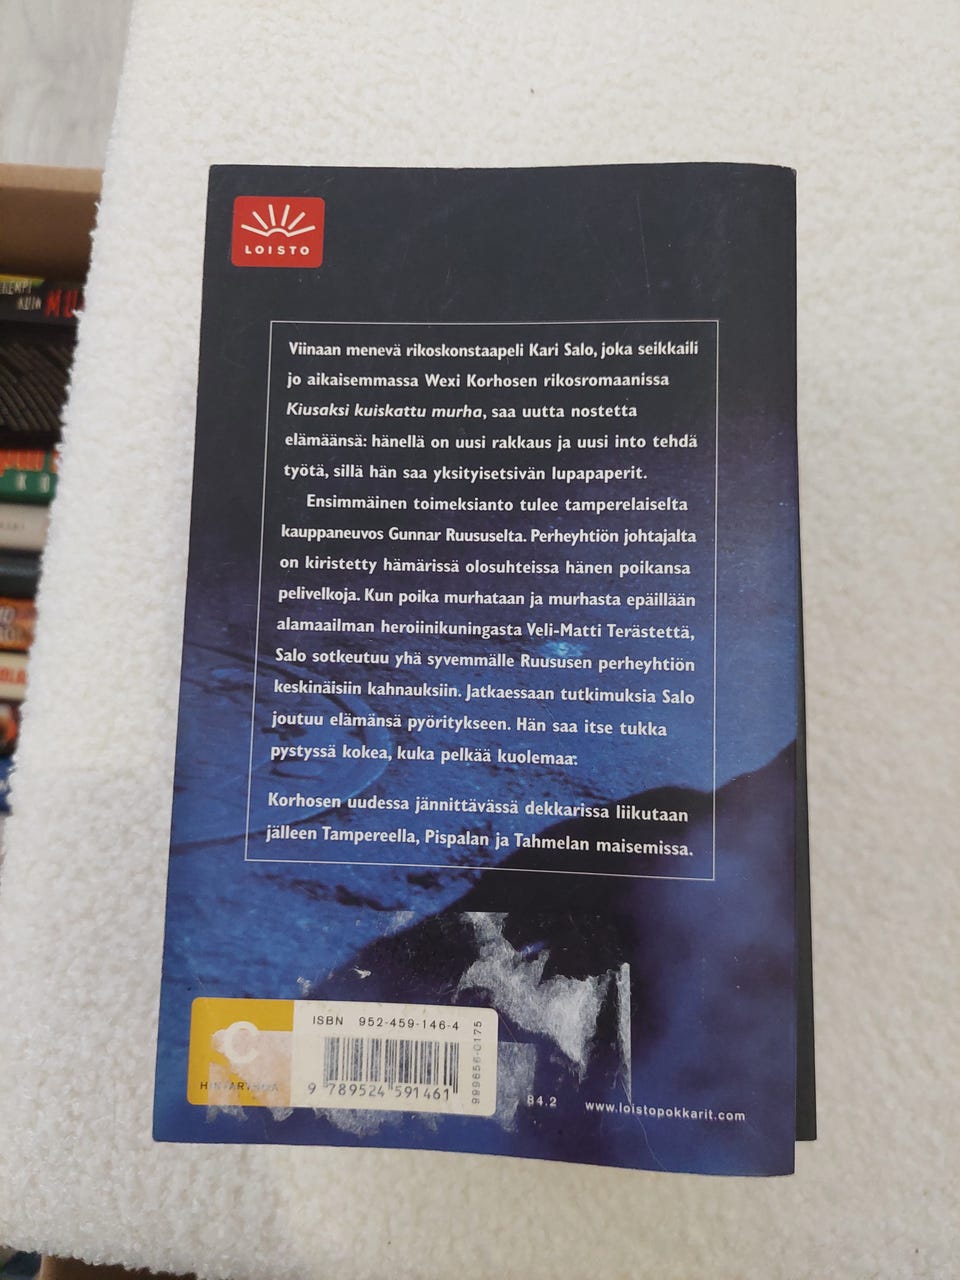 LOISTO
Viinaan menevä rikoskonstaapeli Kari Salo, joka seikkaili
jo aikaisemmassa Wexi Korhosen rikosromaanissa
Kiusaksi kuiskattu murha, saa uutta nostetta
elämäänsä: hänellä on uusi rakkaus ja uusi into tehdä
työtä, sillä hän saa yksityisetsivän lupapaperit.
Ensimmäinen toimeksianto tulee tamperelaiselta
kauppaneuvos Gunnar Ruususelta. Perheyhtiön johtajalta
on kiristetty hämärissä olosuhteissa hänen poikansa
pelivelkoja. Kun poika murhataan ja murhasta epäillään
alamaailman heroiinikuningasta Veli-Matti Terästettä,
Salo sotkeutuu yhä syvemmälle Ruususen perheyhtiön
keskinäisiin kahnauksiin. Jatkaessaan tutkimuksia Salo
joutuu elämänsä pyöritykseen. Hän saa itse tukka
pystyssä kokea, kuka pelkää kuolemaa.
Korhosen uudessa jännittävässä dekkarissa liikutaan
jälleen Tampereella, Pispalan ja Tahmelan maisemissa.
C
HINTARYHMÄ
ISBN 952-459-146-4
9 789524 591461
999656-0175
84.2
www.loistopokkarit.com
MU